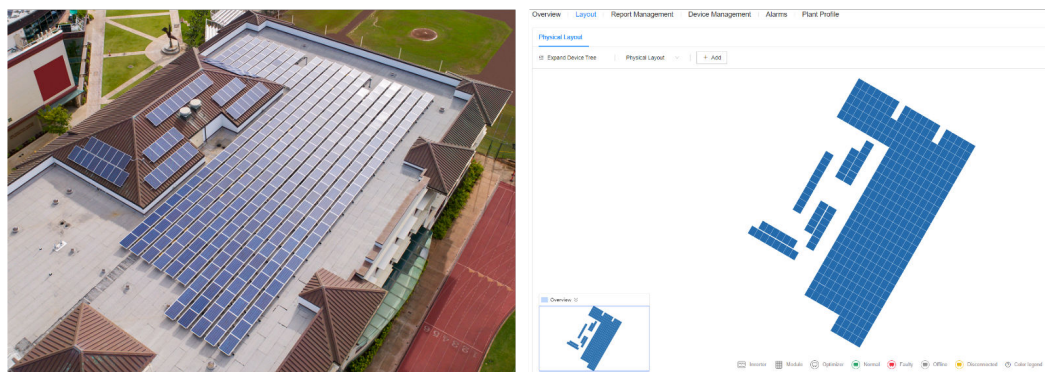 Overview Layout Report Management Device Management Alarms Plant Profile
Physical Layout
Expand Device Tree Physical Layout + Add
Overview
Inverter Module Optimizer Normal Faulty Offline Disconnected Color legend